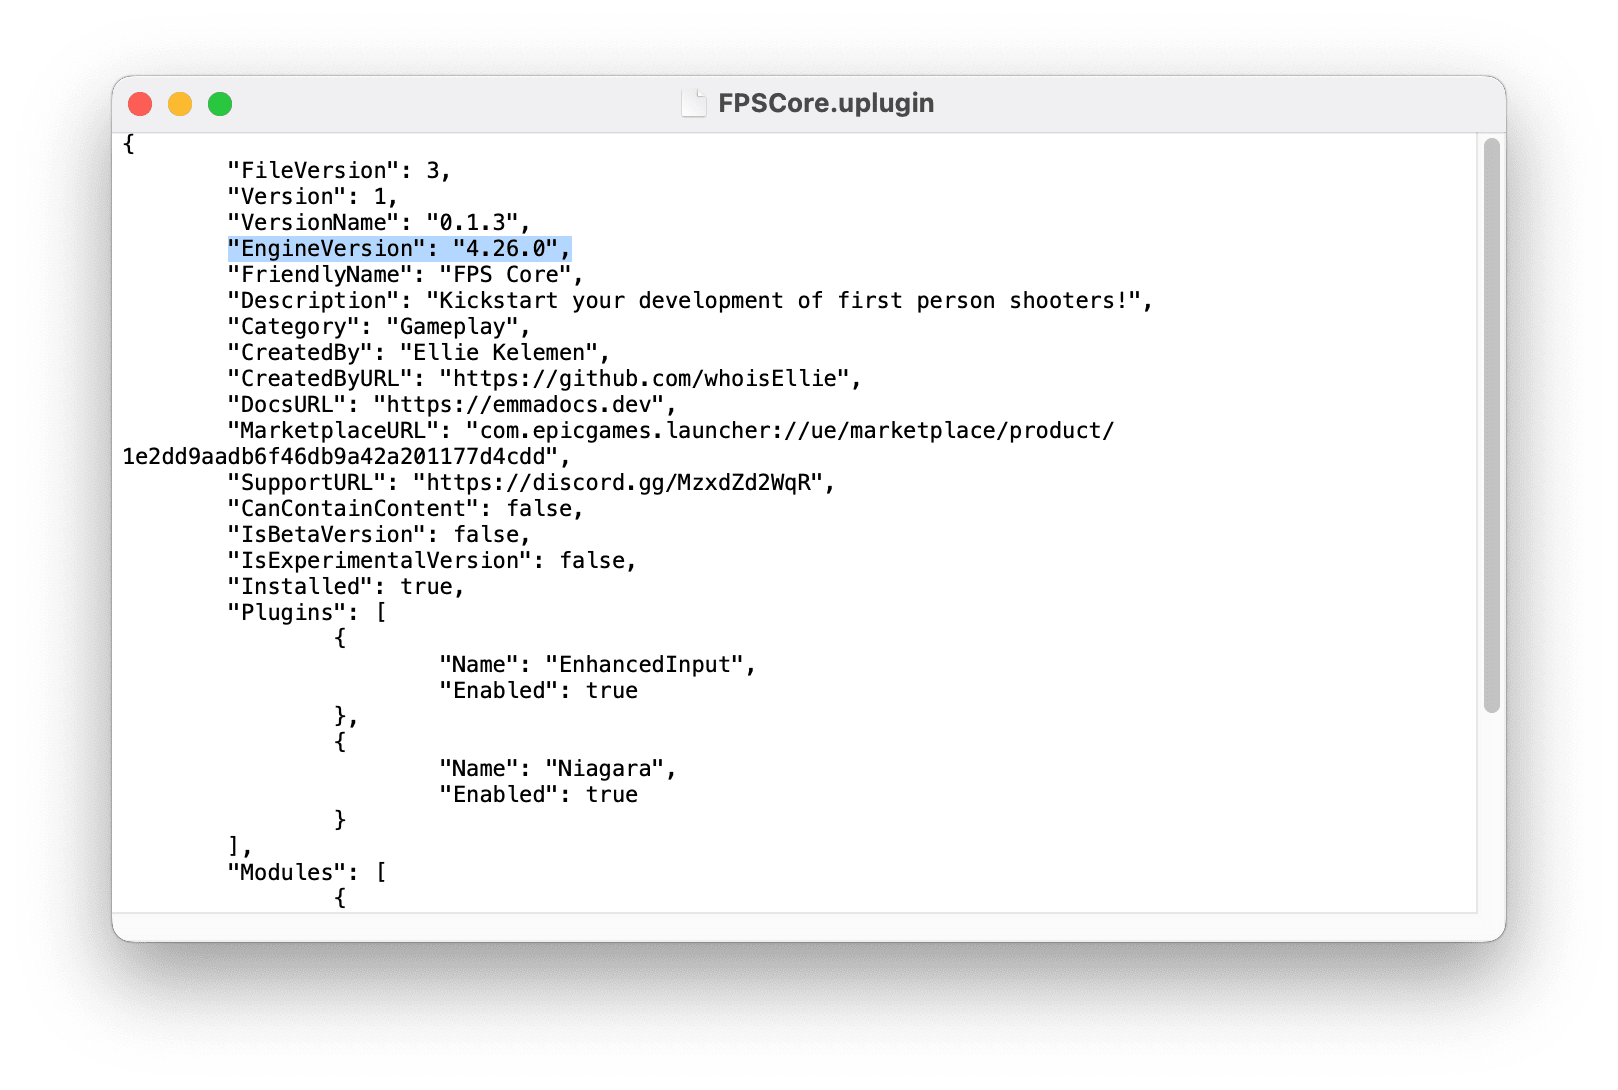 FPSCore.uplugin
{
"FileVersion": 3,
"Version": 1,
"VersionName": "0.1.3",
"EngineVersion": "4.26.0",
"FriendlyName": "FPS Core",
"Description": "Kickstart your development of first person shooters!",
"Category": "Gameplay",
"CreatedBy": "Ellie Kelemen",
"CreatedByURL": "https://github.com/whoisEllie",
"DocsURL": "https://emmadocs.dev",
"MarketplaceURL": "com.epicgames.launcher://ue/marketplace/product/
1e2dd9aadb6f46db9a42a201177d4cdd",
"SupportURL": "https://discord.gg/MzxdZd2WqR",
"CanContainContent": false,
"IsBetaVersion": false,
"IsExperimentalVersion": false,
"Installed": true,
"Plugins": [
{
"Name": "EnhancedInput",
"Enabled": true
},
{
"Name": "Niagara",
"Enabled": true
}
],
"Modules": [
{